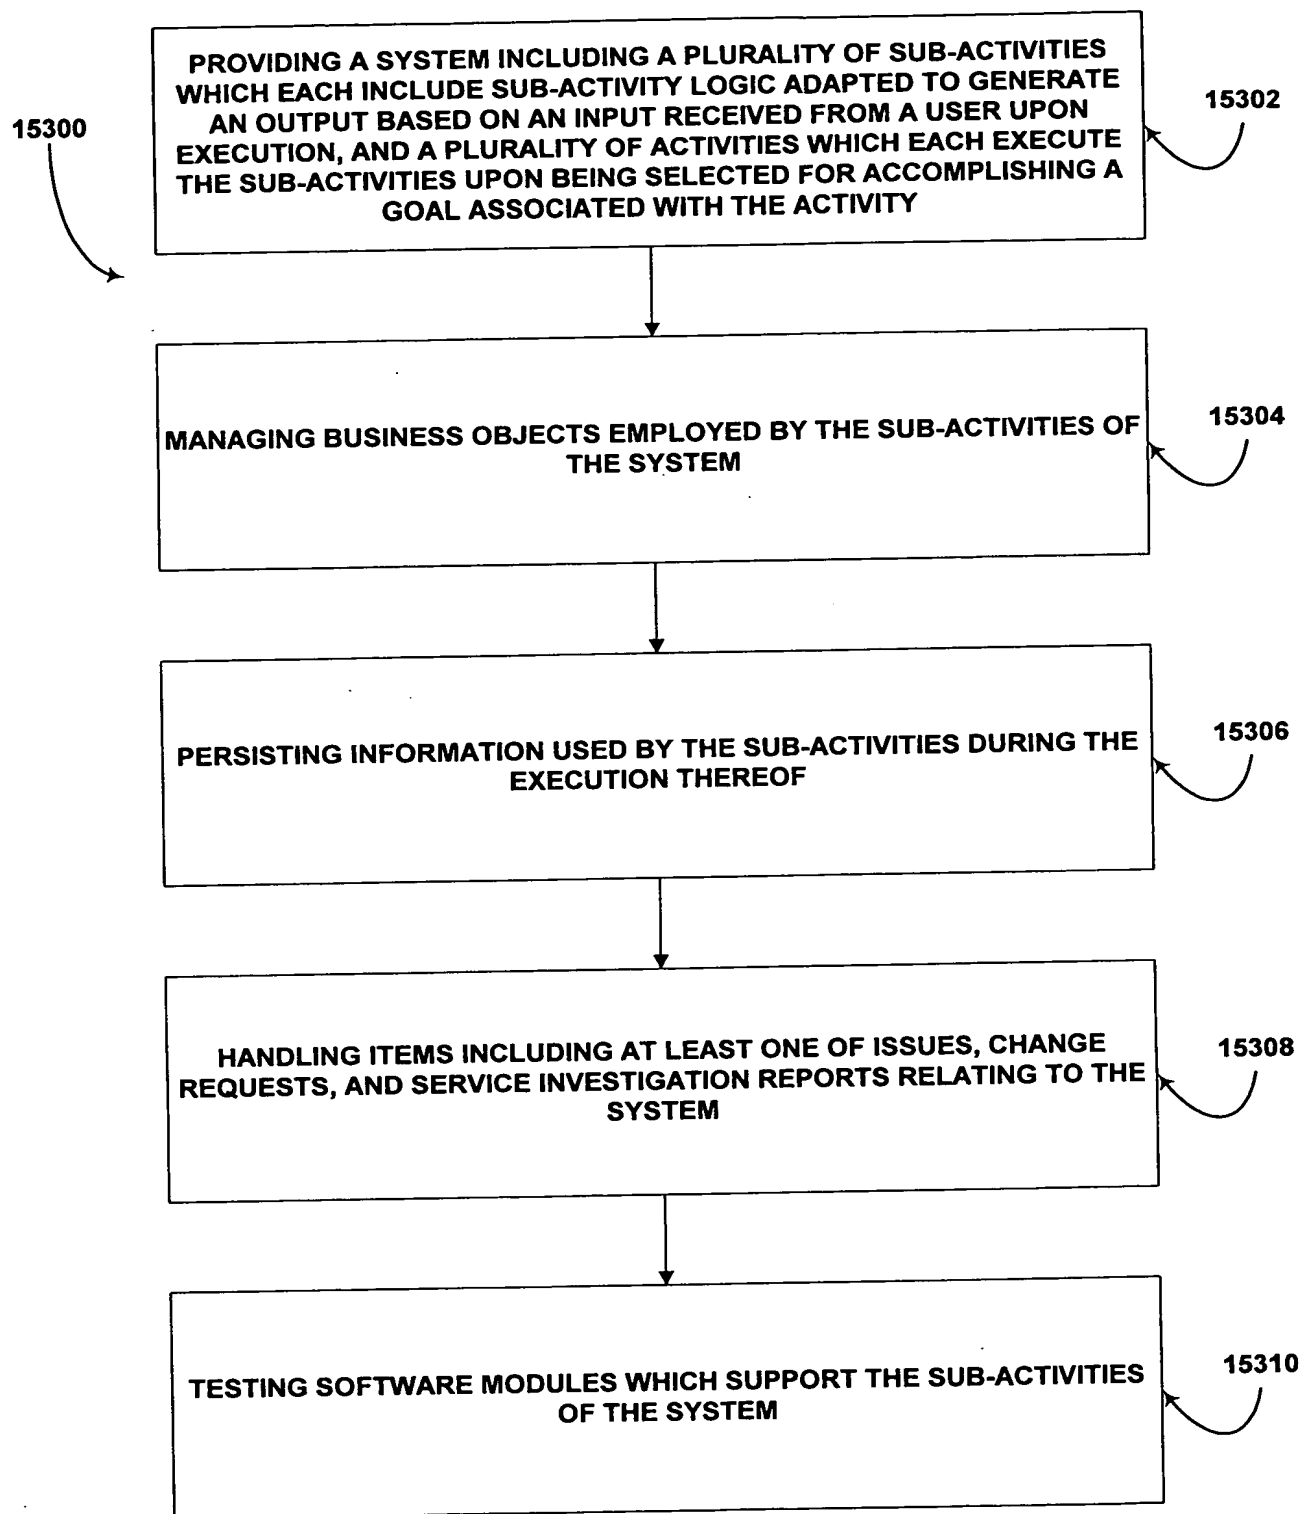 PROVIDING A SYSTEM INCLUDING A PLURALITY OF SUB-ACTIVITIES
WHICH EACH INCLUDE SUB-ACTIVITY LOGIC ADAPTED TO GENERATE
AN OUTPUT BASED ON AN INPUT RECEIVED FROM A USER UPON
EXECUTION, AND A PLURALITY OF ACTIVITIES WHICH EACH EXECUTE
THE SUB-ACTIVITIES UPON BEING SELECTED FOR ACCOMPLISHING A
GOAL ASSOCIATED WITH THE ACTIVITY
15302
15300
MANAGING BUSINESS OBJECTS EMPLOYED BY THE SUB-ACTIVITIES OF
THE SYSTEM
15304
PERSISTING INFORMATION USED BY THE SUB-ACTIVITIES DURING THE
EXECUTION THEREOF
15306
HANDLING ITEMS INCLUDING AT LEAST ONE OF ISSUES, CHANGE
REQUESTS, AND SERVICE INVESTIGATION REPORTS RELATING TO THE
SYSTEM
15308
TESTING SOFTWARE MODULES WHICH SUPPORT THE SUB-ACTIVITIES
OF THE SYSTEM
15310